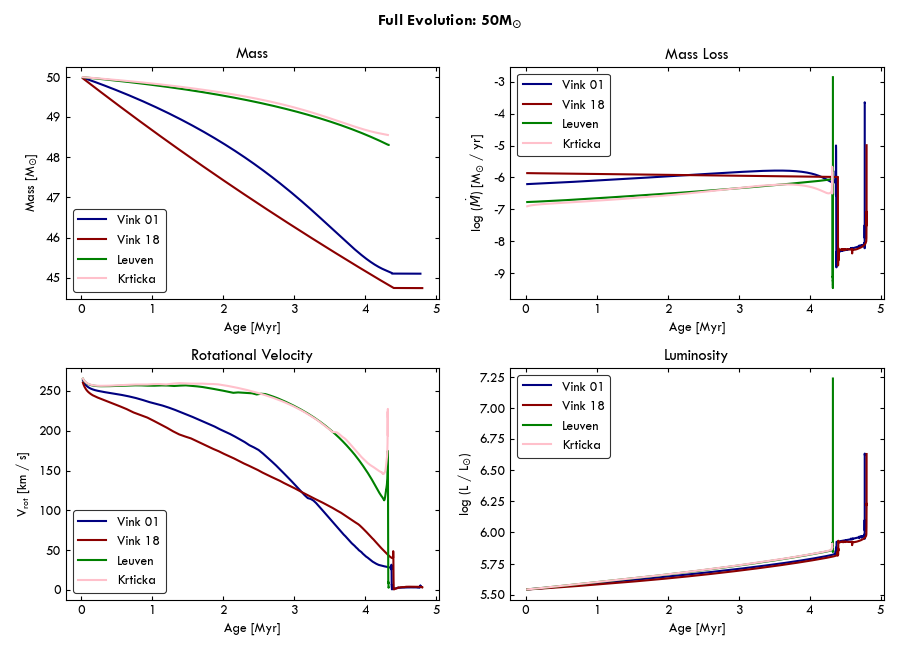 Full Evolution: 50M☉
Mass
50
49
48
47
46
45
Mass [M☉]
Vink 01
Vink 18
Leuven
Krticka
0 1 2 3 4 5
Age [Myr]
Mass Loss
-3
-4
-5
-6
-7
-8
-9
log (Ṁ) [M☉ / yr]
Vink 01
Vink 18
Leuven
Krticka
0 1 2 3 4 5
Age [Myr]
Rotational Velocity
250
200
150
100
50
0
Vrot [km / s]
Vink 01
Vink 18
Leuven
Krticka
0 1 2 3 4 5
Age [Myr]
Luminosity
7.25
7.00
6.75
6.50
6.25
6.00
5.75
5.50
log (L / L☉)
Vink 01
Vink 18
Leuven
Krticka
0 1 2 3 4 5
Age [Myr]